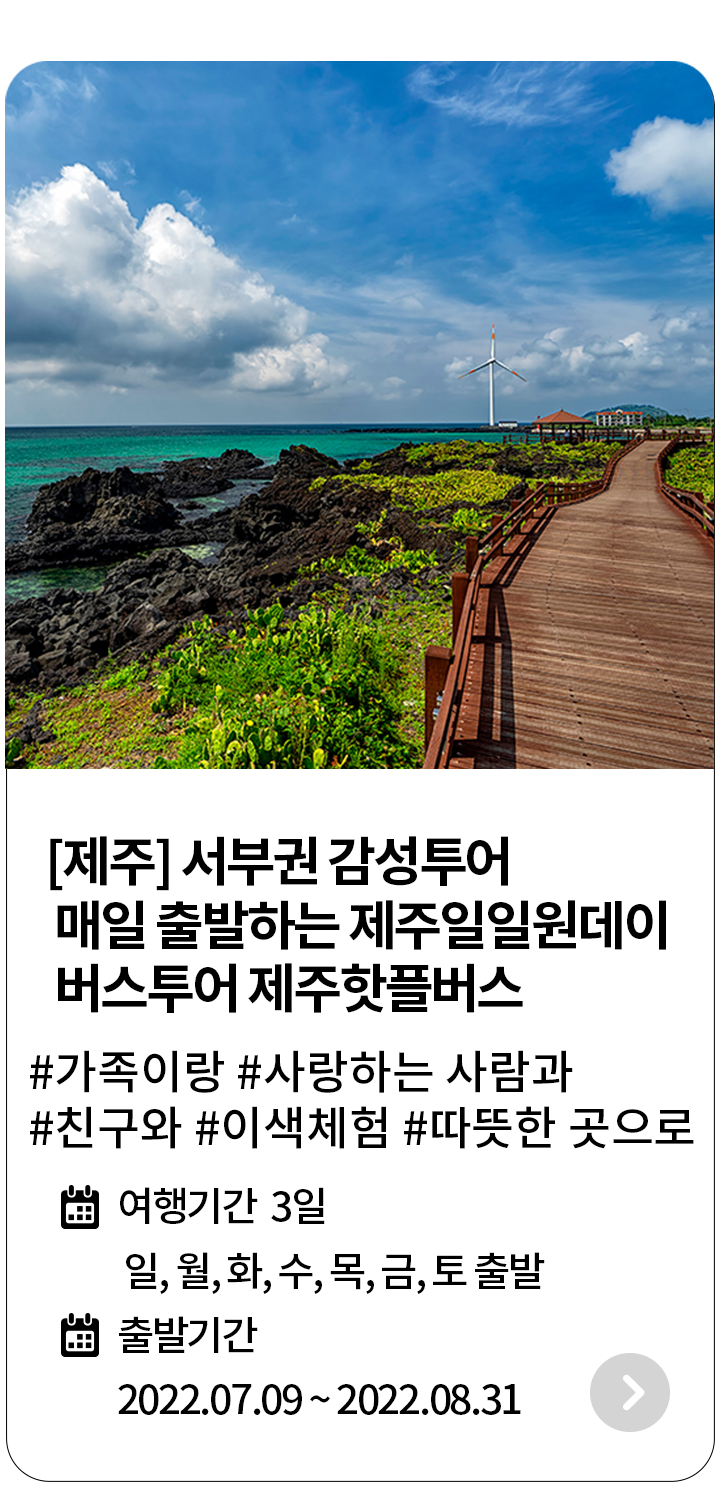 [제주] 서부권 감성투어
매일 출발하는 제주일일원데이
버스투어 제주핫플버스
#가족이랑 #사랑하는 사람과
#친구와 #이색체험 #따뜻한 곳으로
여행기간 3일
일, 월, 화, 수, 목, 금, 토 출발
출발기간
2022.07.09 ~ 2022.08.31